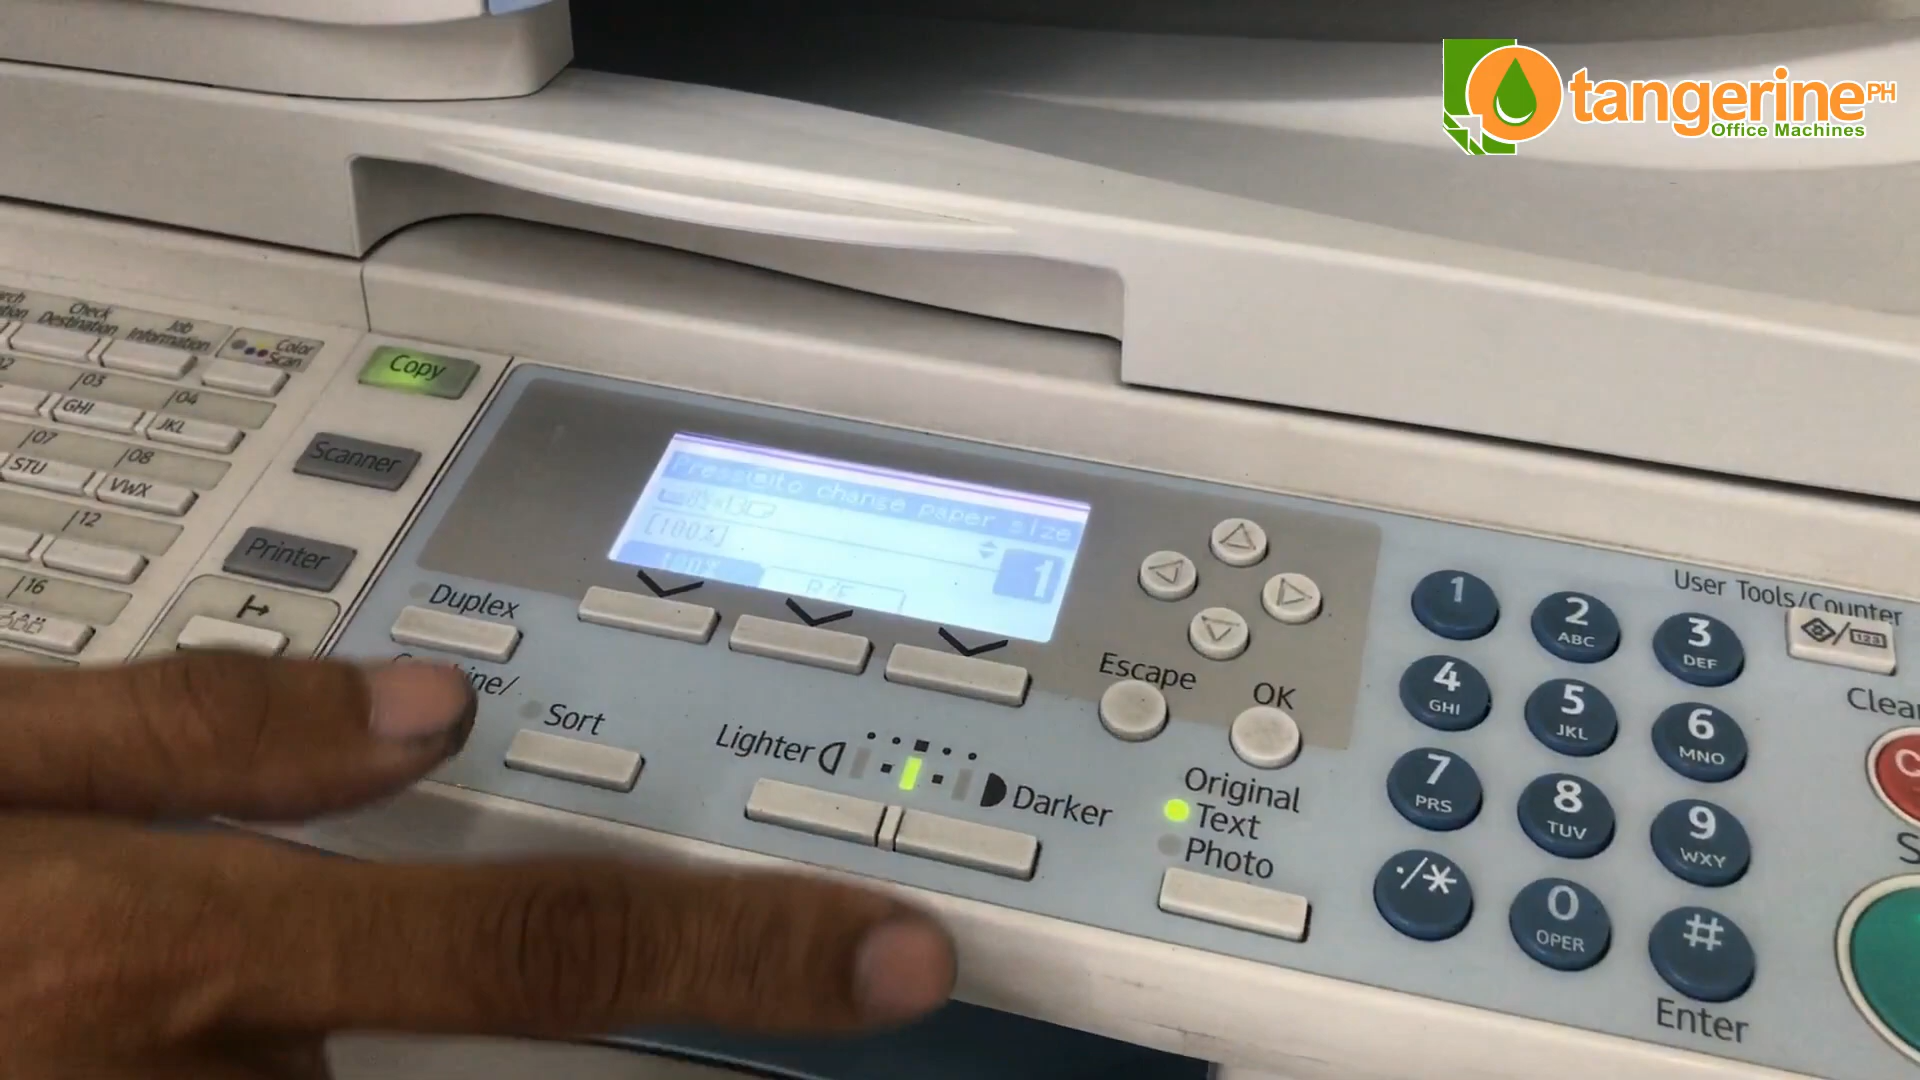 tangerine PH
Office Machines
Check
Destination
Job
Information
Color
Scan
02
03
GHI
04
JKL
07
STU
08
VWX
12
16
Copy
Scanner
Printer
to change paper size
[100%]
1
100%
Duplex
Sort
Lighter
Darker
Escape
OK
Original
Text
Photo
User Tools/Counter
1
2
ABC
3
DEF
4
GHI
5
JKL
6
MNO
7
PRS
8
TUV
9
WXY
./*
0
OPER
#
Enter